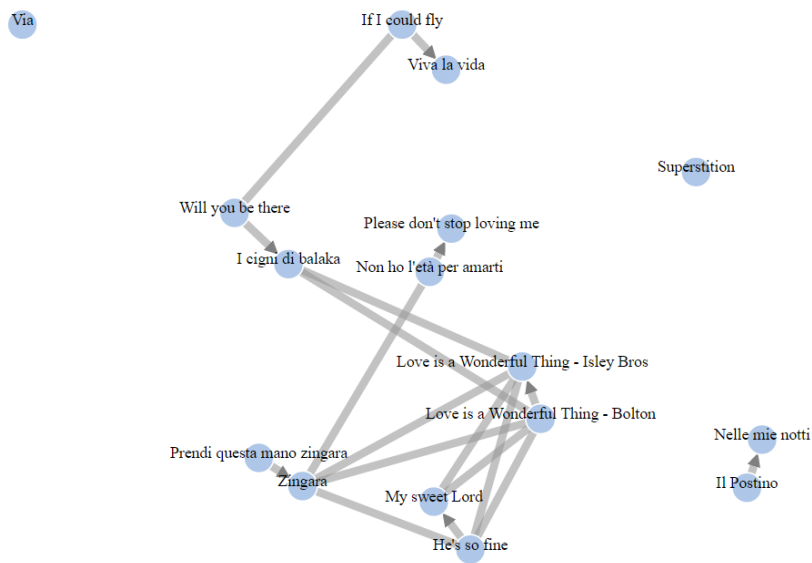 Via
If I could fly
Viva la vida
Superstition
Will you be there
Please don't stop loving me
I cigni di balaka
Non ho l'età per amarti
Love is a Wonderful Thing - Isley Bros
Love is a Wonderful Thing - Bolton
Nelle mie notti
Prendi questa mano zingara
Zingara
Il Postino
My sweet Lord
He's so fine